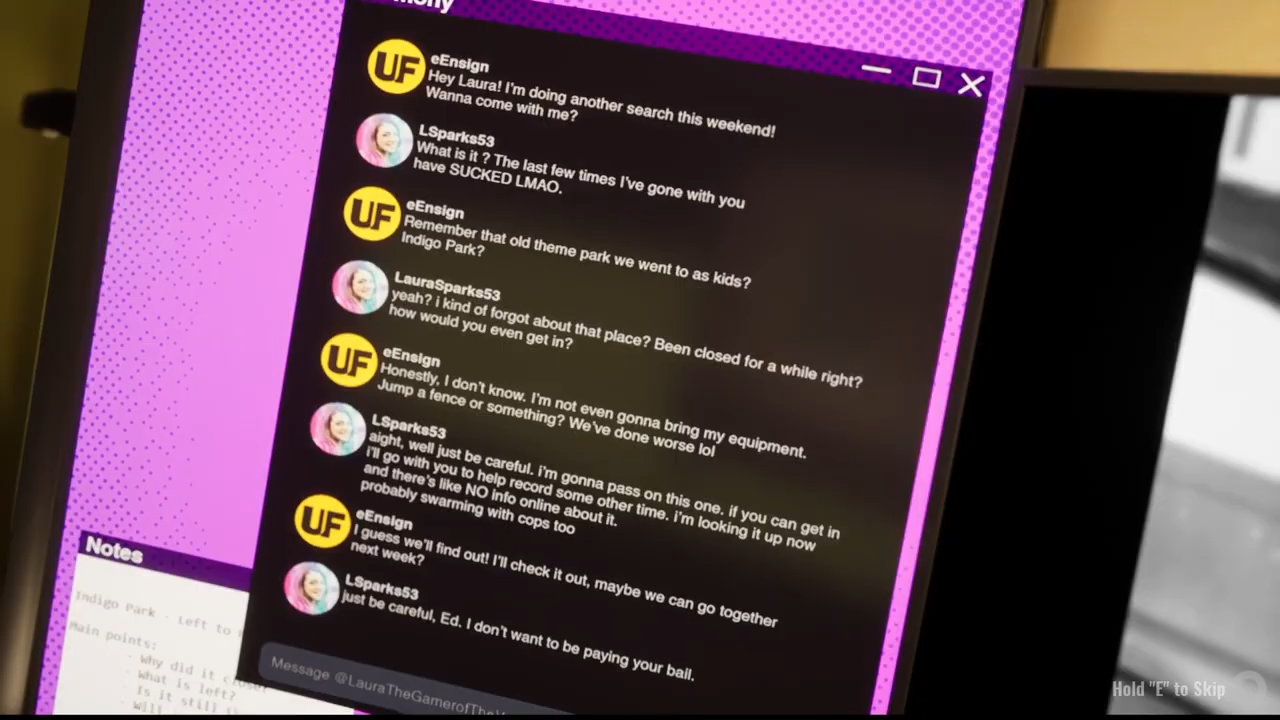 UF
eEnsign
Hey Laura! I'm doing another search this weekend!
Wanna come with me?
LSparks53
What is it ? The last few times I've gone with you
have SUCKED LMAO.
UF
eEnsign
Remember that old theme park we went to as kids?
Indigo Park?
LauraSparks53
yeah? i kind of forgot about that place? Been closed for a while right?
how would you even get in?
UF
eEnsign
Honestly, I don't know. I'm not even gonna bring my equipment.
Jump a fence or something? We've done worse lol
LSparks53
aight, well just be careful. i'm gonna pass on this one. if you can get in
i'll go with you to help record some other time. i'm looking it up now
and there's like NO info online about it.
probably swarming with cops too
UF
eEnsign
I guess we'll find out! I'll check it out, maybe we can go together
next week?
LSparks53
just be careful, Ed. I don't want to be paying your bail.
Message @LauraTheGamerofThe
Notes
Indigo Park - Left to
Main points:
- Why did it close
- What is left?
- Is it still
- Will
Hold "E" to Skip